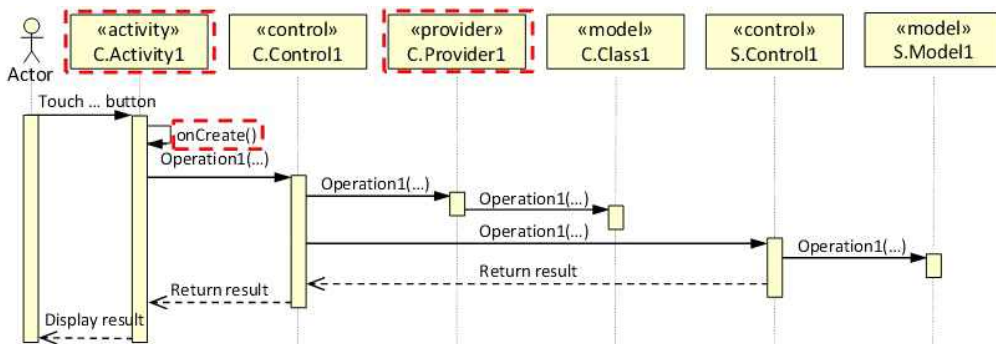 «activity»
C.Activity1
«control»
C.Control1
«provider»
C.Provider1
«model»
C.Class1
«control»
S.Control1
«model»
S.Model1
Actor
Touch ... button
onCreate()
Operation1(...)
Operation1(...)
Operation1(...)
Operation1(...)
Operation1(...)
Return result
Return result
Display result